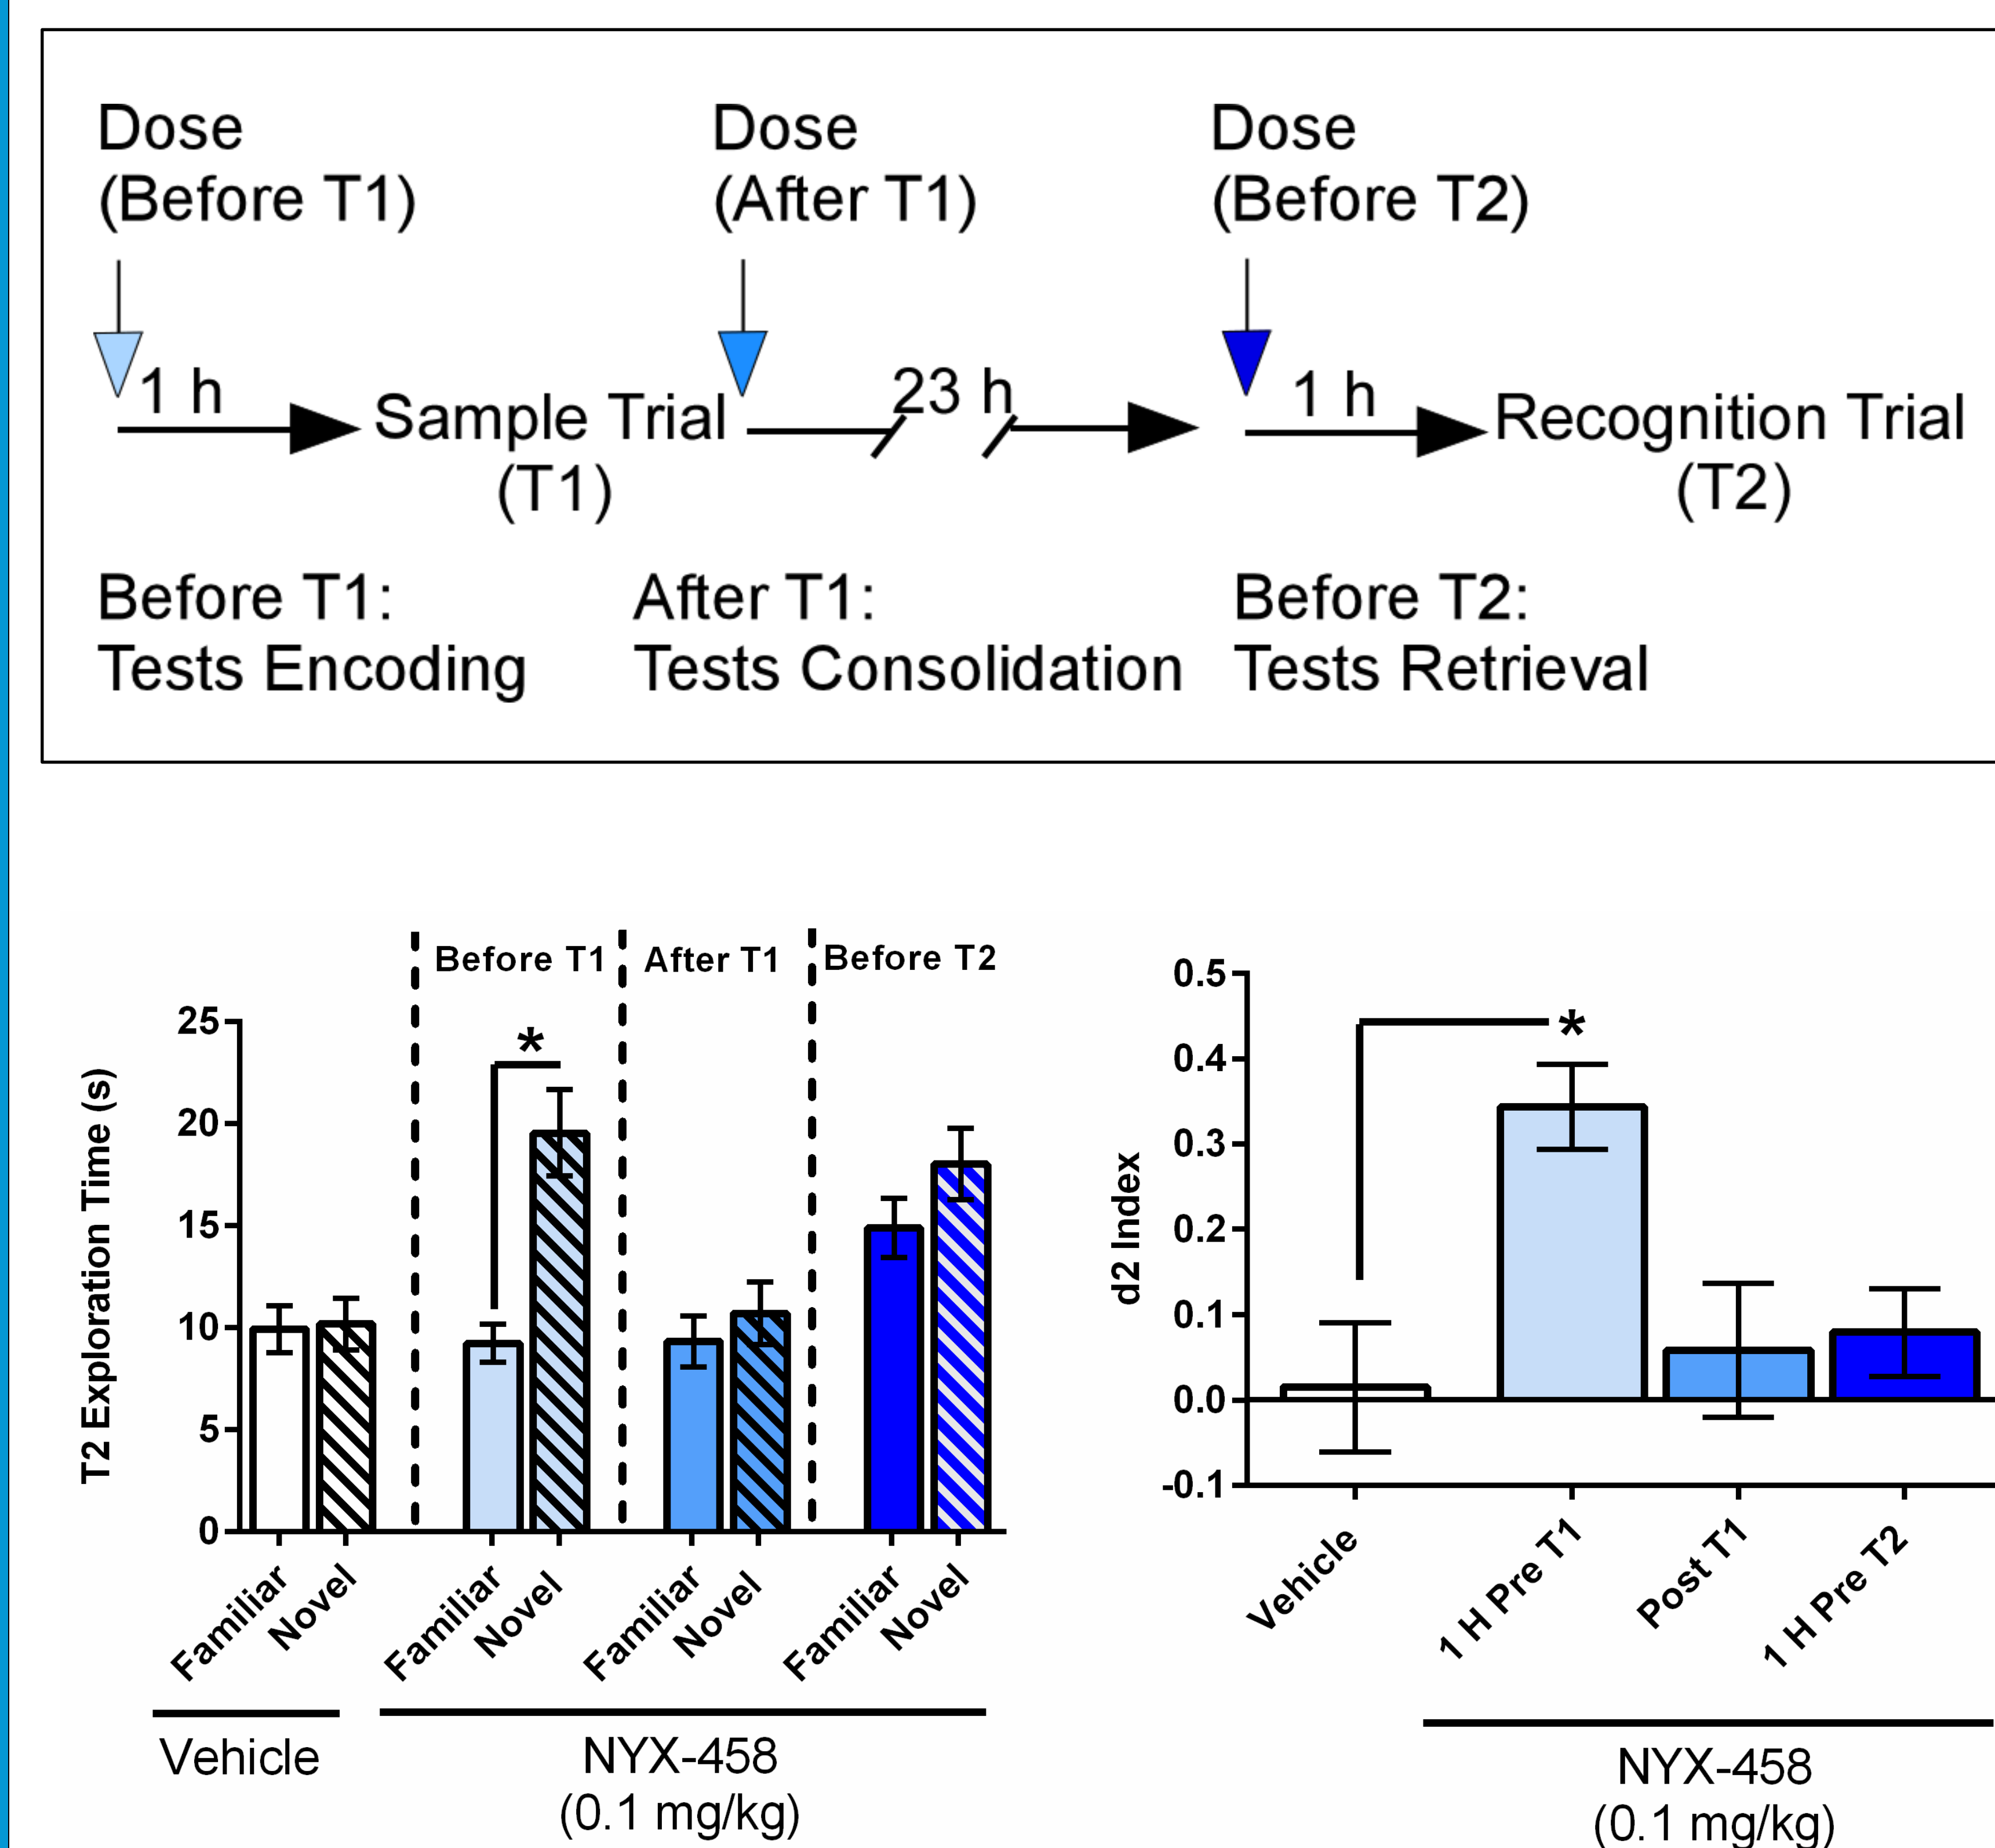 Dose
(Before T1)
Dose
(After T1)
Dose
(Before T2)
1 h
Sample Trial
(T1)
23 h
1 h
Recognition Trial
(T2)
Before T1:
Tests Encoding
After T1:
Tests Consolidation
Before T2:
Tests Retrieval
T2 Exploration Time (s)
25
20
15
10
5
0
Before T1
After T1
Before T2
*
Familiar
Novel
Familiar
Novel
Familiar
Novel
Familiar
Novel
Vehicle
NYX-458
(0.1 mg/kg)
d2 Index
0.5
0.4
0.3
0.2
0.1
0.0
-0.1
*
Vehicle
1 H Pre T1
Post T1
1 H Pre T2
NYX-458
(0.1 mg/kg)